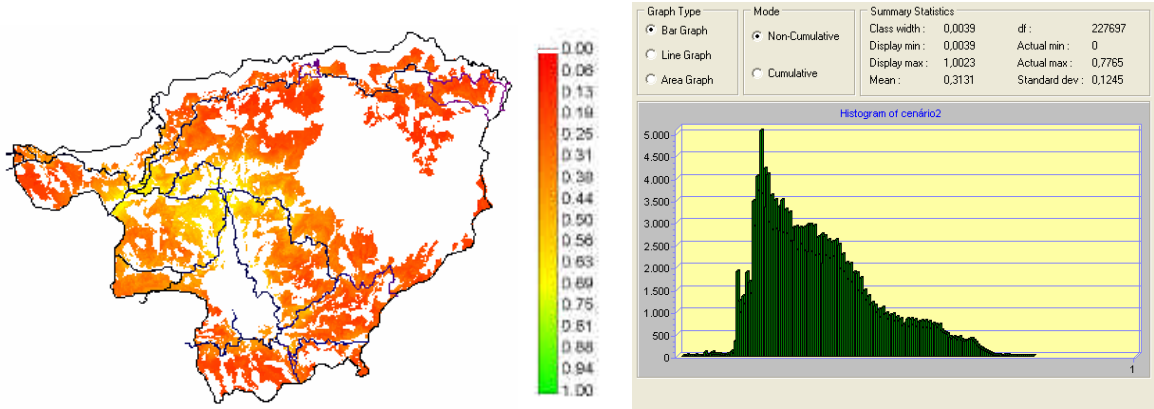 0.00
0.06
0.13
0.19
0.25
0.31
0.38
0.44
0.50
0.56
0.63
0.69
0.75
0.81
0.88
0.94
1.00
Graph Type
Bar Graph
Line Graph
Area Graph
Mode
Non-Cumulative
Cumulative
Summary Statistics
Class width : 0,0039 df : 227697
Display min : 0,0039 Actual min : 0
Display max : 1,0023 Actual max : 0,7765
Mean : 0,3131 Standard dev : 0,1245
Histogram of cenário2
5.000
4.500
4.000
3.500
3.000
2.500
2.000
1.500
1.000
500
0
1